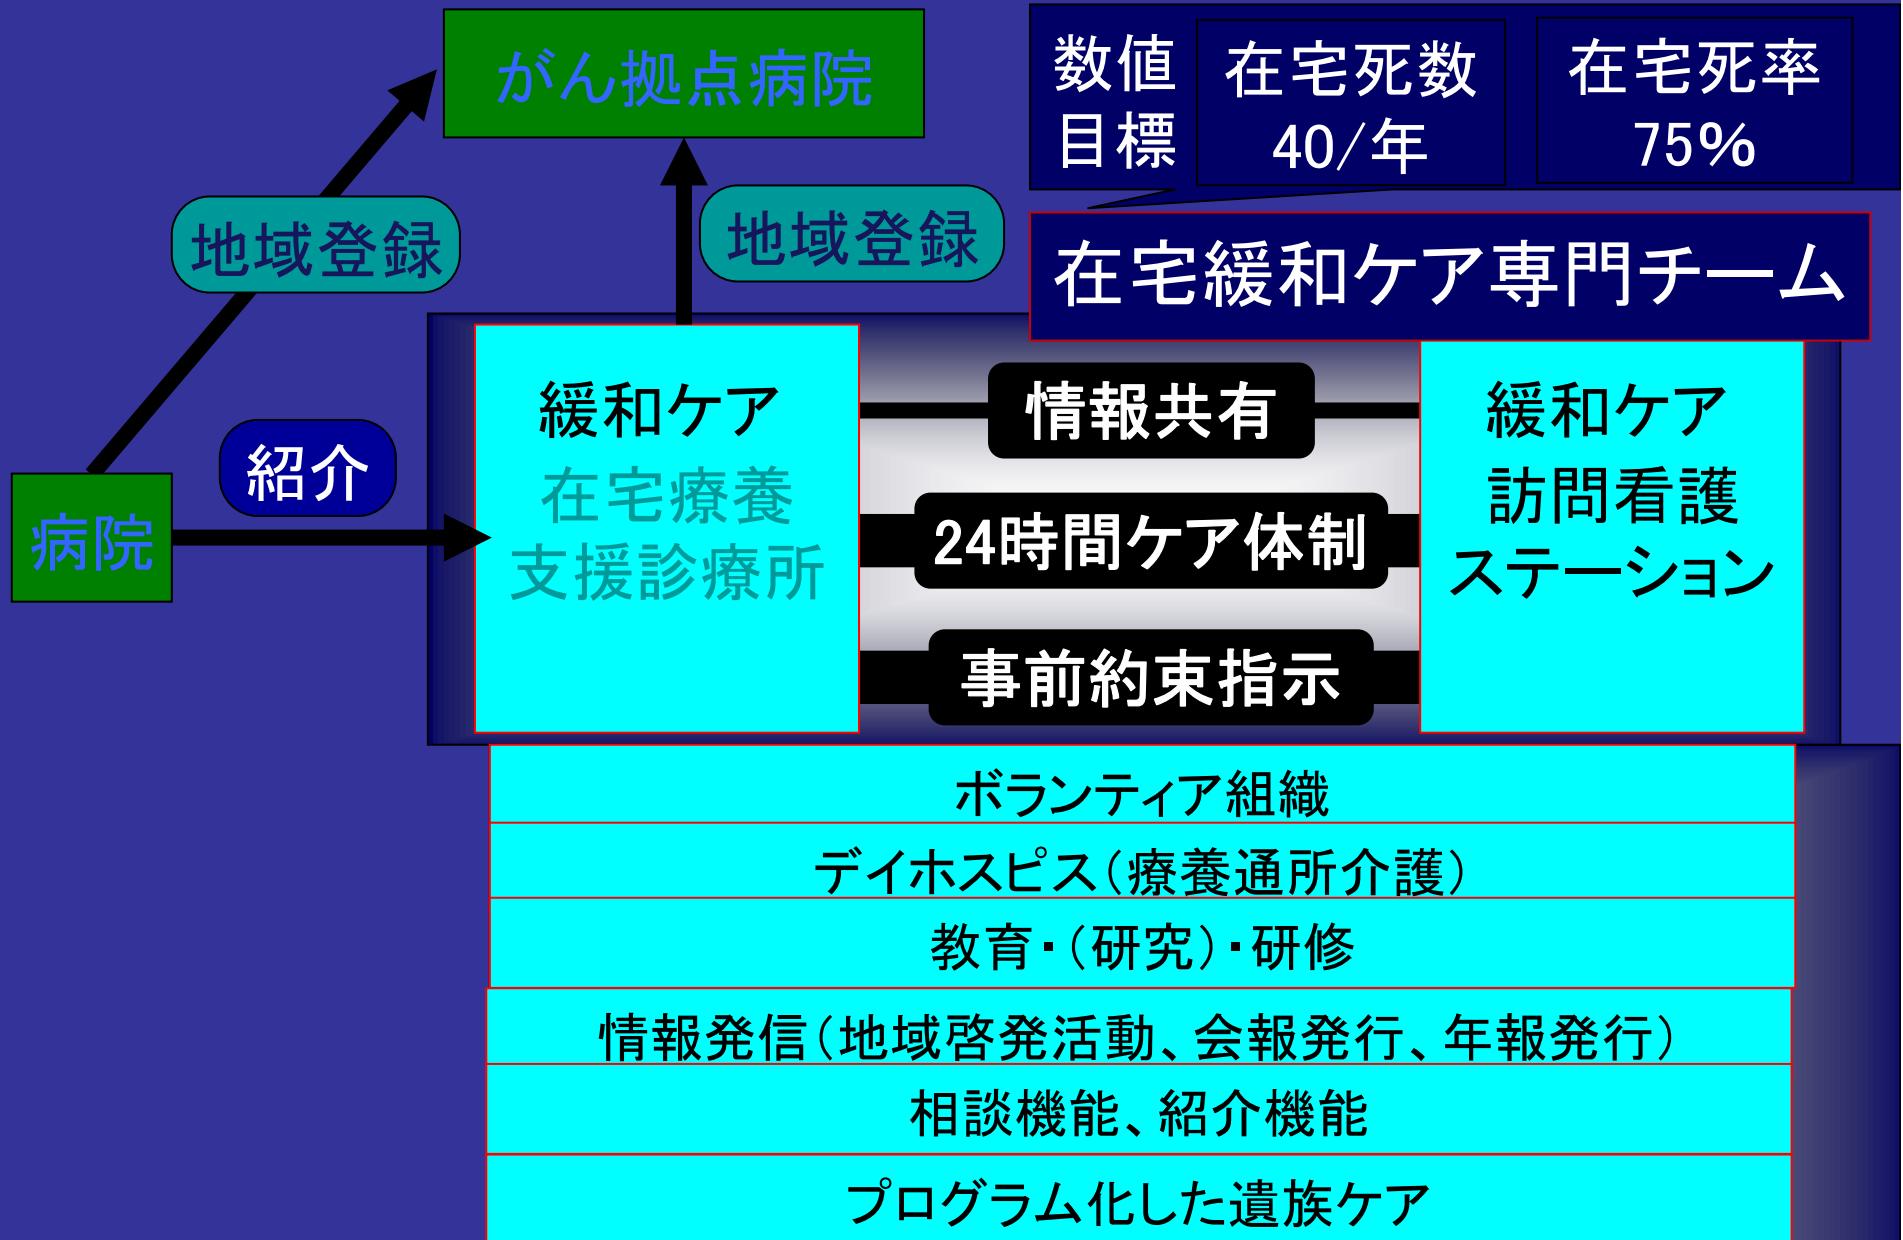 がん拠点病院
数値
目標
在宅死数
40/年
在宅死率
75%
地域登録
地域登録
在宅緩和ケア専門チーム
紹介
病院
緩和ケア
在宅療養
支援診療所
情報共有
24時間ケア体制
事前約束指示
緩和ケア
訪問看護
ステーション
ボランティア組織
デイホスピス(療養通所介護)
教育・(研究)・研修
情報発信(地域啓発活動、会報発行、年報発行)
相談機能、紹介機能
プログラム化した遺族ケア